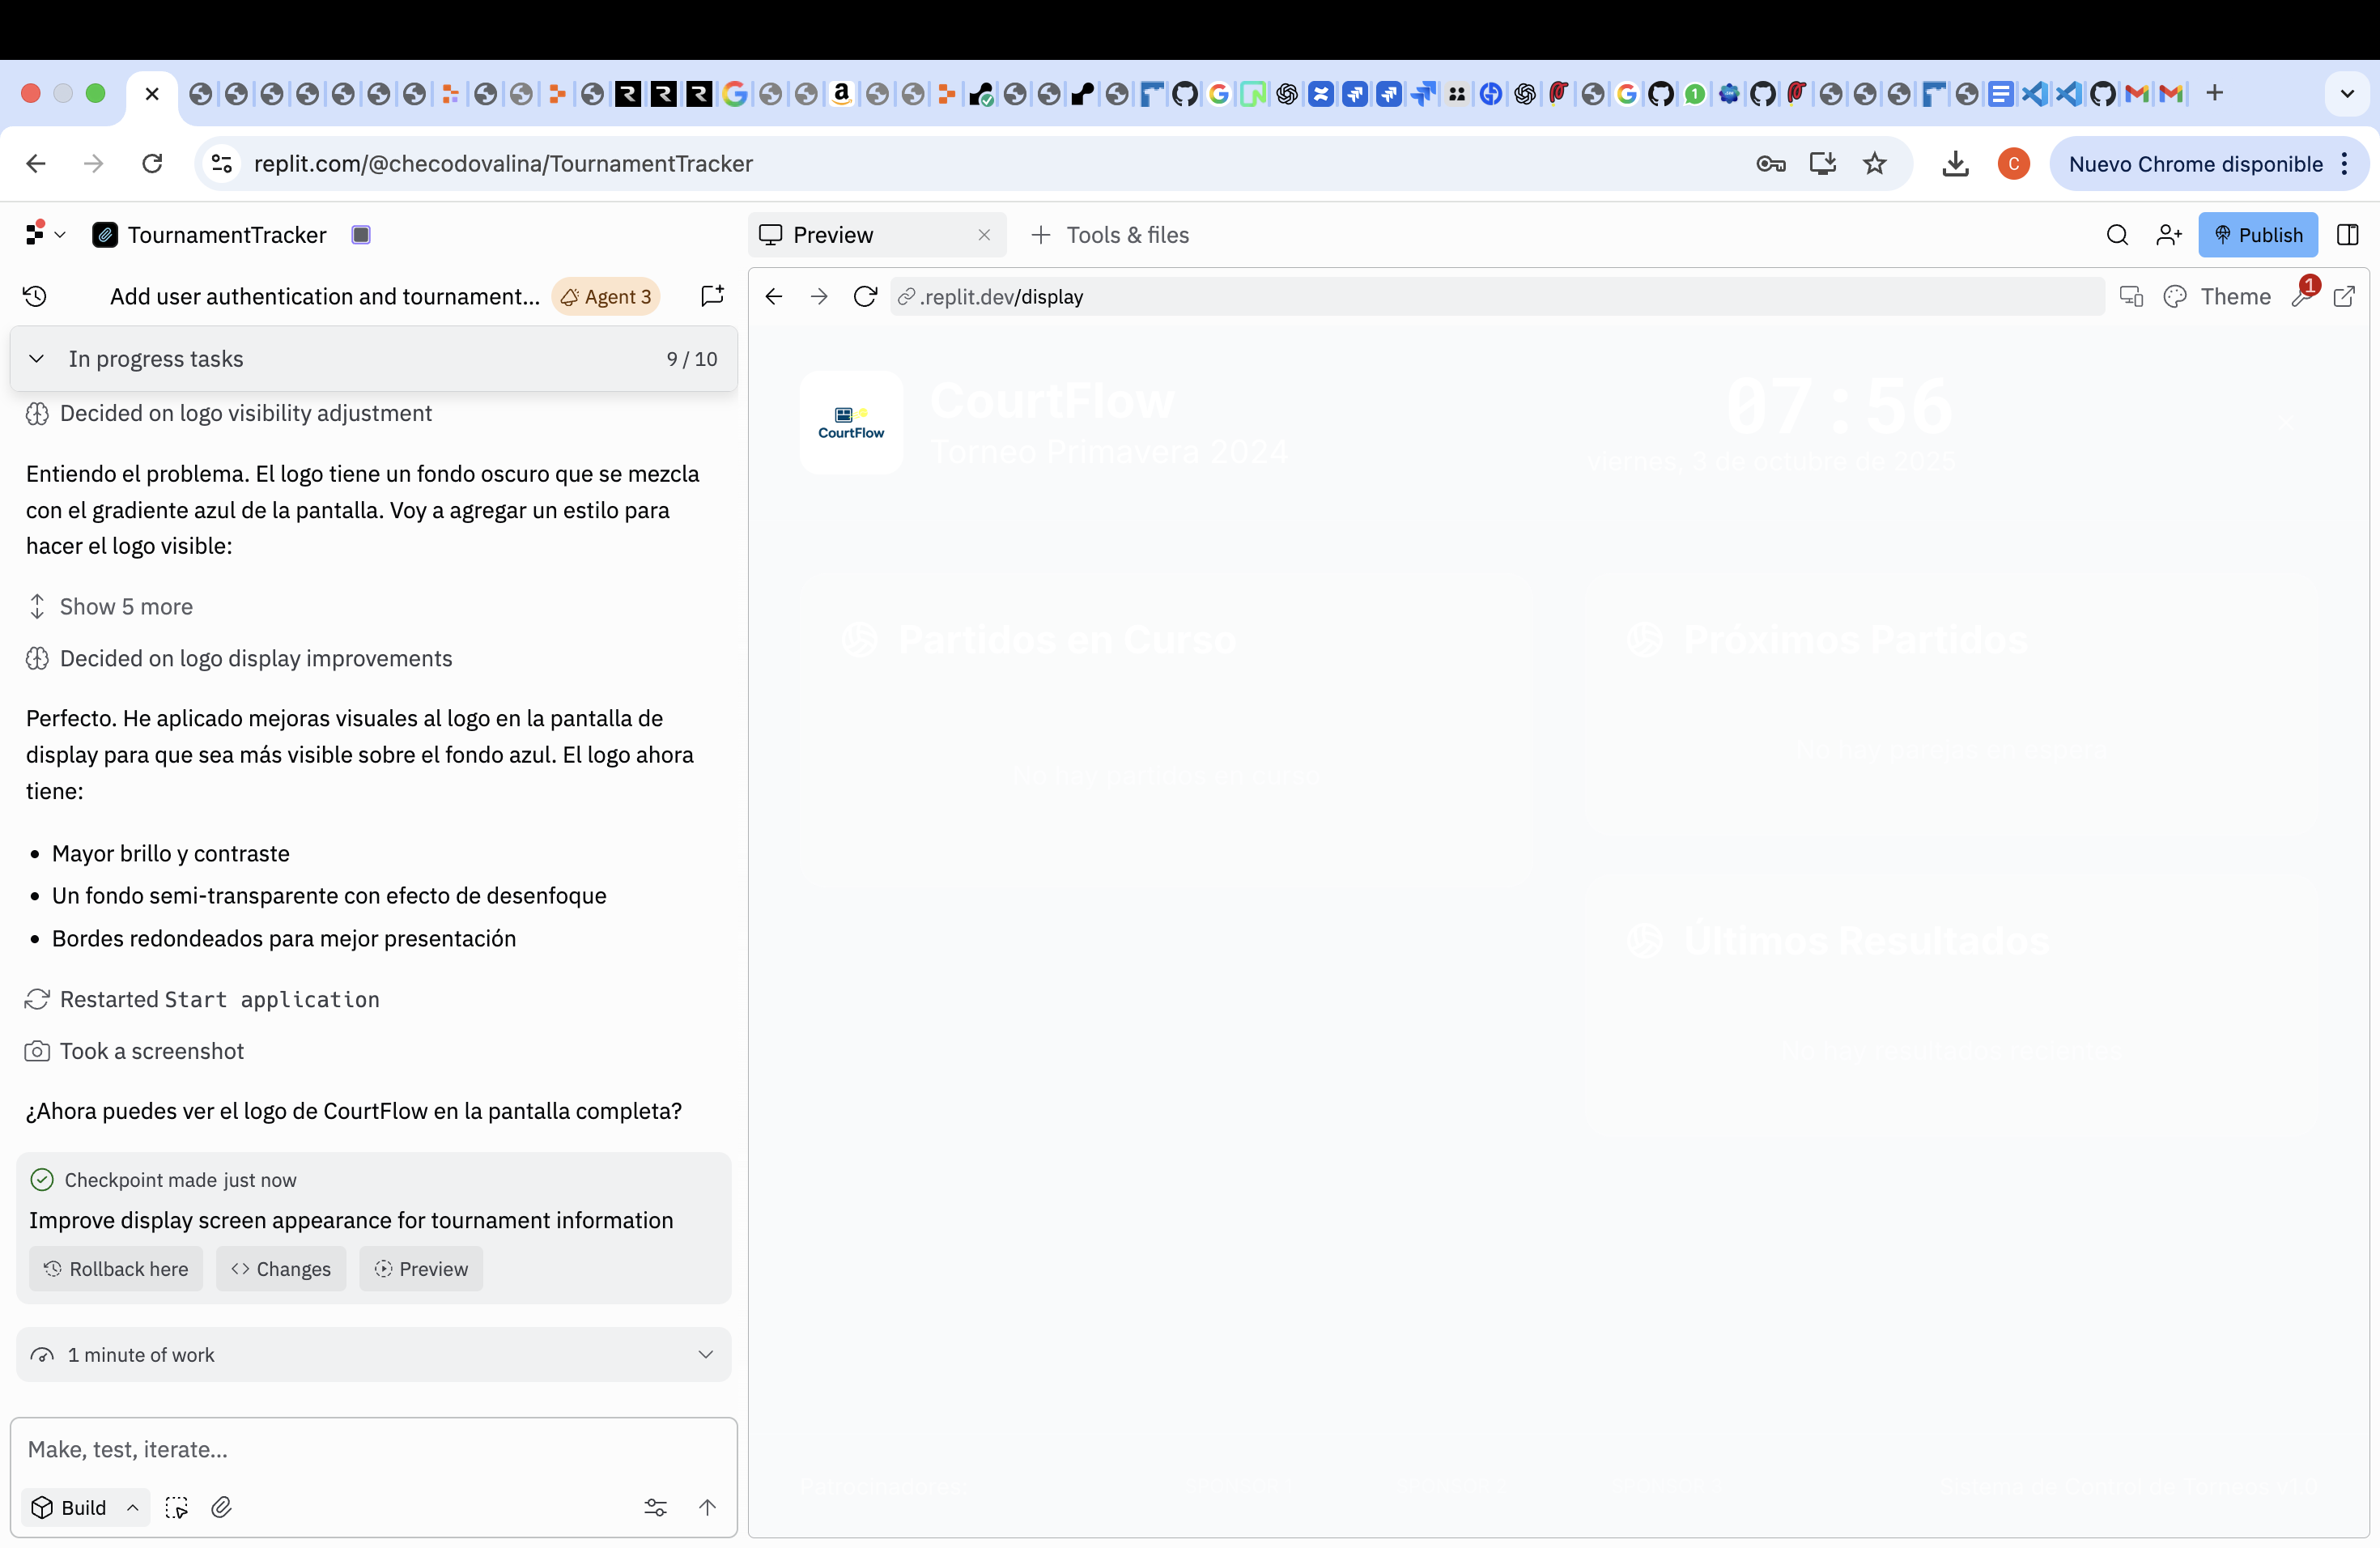 replit.com/@checodovalina/TournamentTracker
Nuevo Chrome disponible
TournamentTracker
Preview
Tools & files
Publish
Add user authentication and tournament...
Agent 3
.replit.dev/display
Theme
1
In progress tasks
9 / 10
Decided on logo visibility adjustment
Entiendo el problema. El logo tiene un fondo oscuro que se mezcla
con el gradiente azul de la pantalla. Voy a agregar un estilo para
hacer el logo visible:
Show 5 more
Decided on logo display improvements
Perfecto. He aplicado mejoras visuales al logo en la pantalla de
display para que sea más visible sobre el fondo azul. El logo ahora
tiene:
Mayor brillo y contraste
Un fondo semi-transparente con efecto de desenfoque
Bordes redondeados para mejor presentación
Restarted Start application
Took a screenshot
¿Ahora puedes ver el logo de CourtFlow en la pantalla completa?
Checkpoint made just now
Improve display screen appearance for tournament information
Rollback here
Changes
Preview
1 minute of work
Make, test, iterate...
Build
CourtFlow
CourtFlow
Torneo Primavera 2024
07:56
viernes, 3 de octubre de 2025
Partidos en Curso
No hay partidos en curso
Próximos Partidos
Últimos Resultados